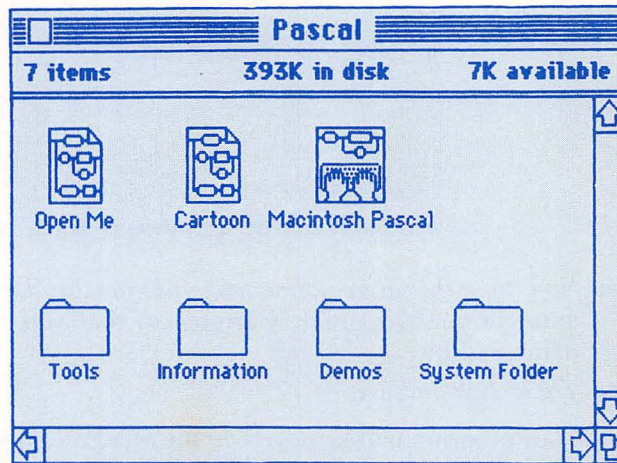 Pascal
7 items 393K in disk 7K available
Open Me Cartoon Macintosh Pascal
Tools Information Demos System Folder